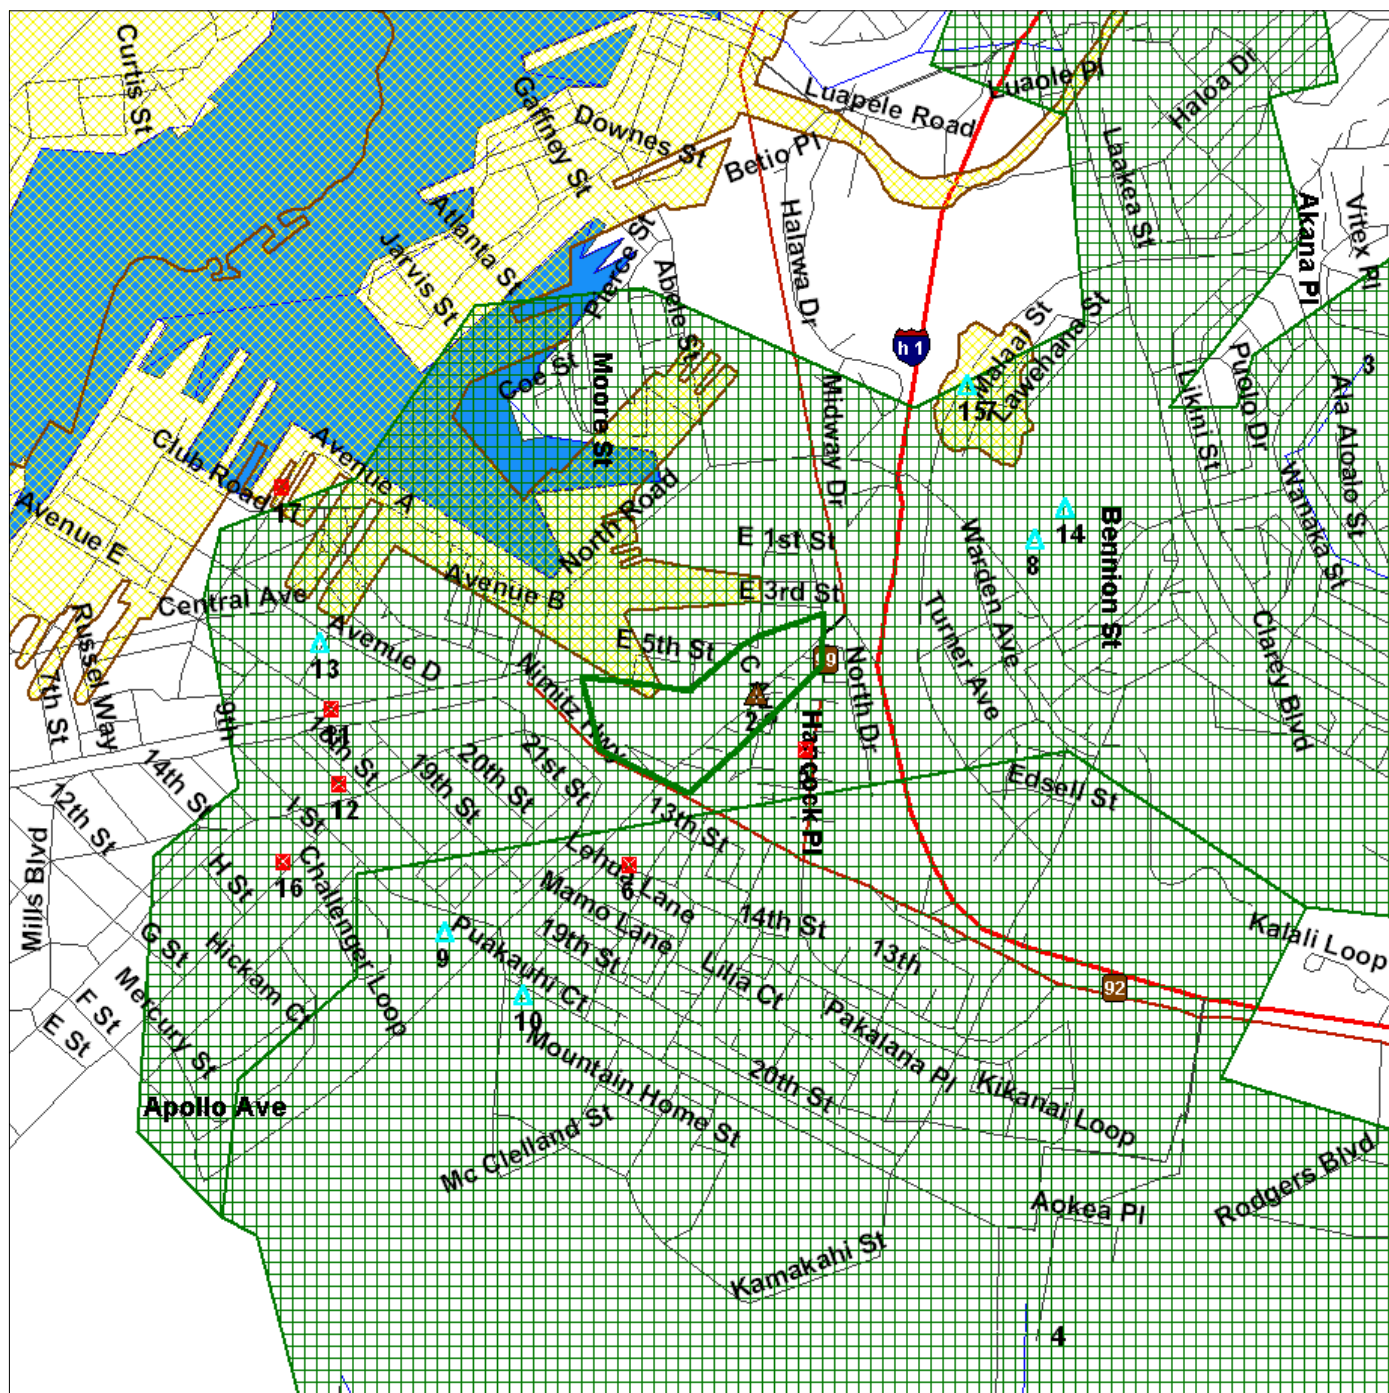 Curtis St
Gaffney St
Downes St
Betio Pl
Luapele Road
Luaole Pl
Haloa Dr
Laakea St
Akana Pl
Vitex Pl
Atlanta St
Jarvis St
Pierce St
Abele St
Halawa Dr
h 1
Malaai St
Lawehana St
157
3
Coe St
Moore St
Midway Dr
Likini St
Puolo Dr
Ala Aloalo St
Wanaka St
Club Road
Avenue A
17
Avenue E
North Road
E 1st St
E 3rd St
14
8
Bennion St
Warden Ave
Turner Ave
Clarey Blvd
Central Ave
Avenue B
Russel Way
7th St
9th
13
Avenue D
E 5th St
C
9
North Dr
Nimitz Hwy
Hancock Pl
14th St
12th St
19th St
20th St
21st St
12
I St
13th St
Edsell St
Mills Blvd
H St
16
Challenger Loop
Lehua Lane
6
Mamo Lane
14th St
Kalali Loop
G St
Hickam Ct
9
Puakauhi Ct
19th St
Lilia Ct
13th
92
F St
E St
Mercury St
10
Mountain Home St
Pakalana Pl
20th St
Kikanai Loop
Apollo Ave
Mc Clelland St
Aokea Pl
Rodgers Blvd
Kamakahi St
4